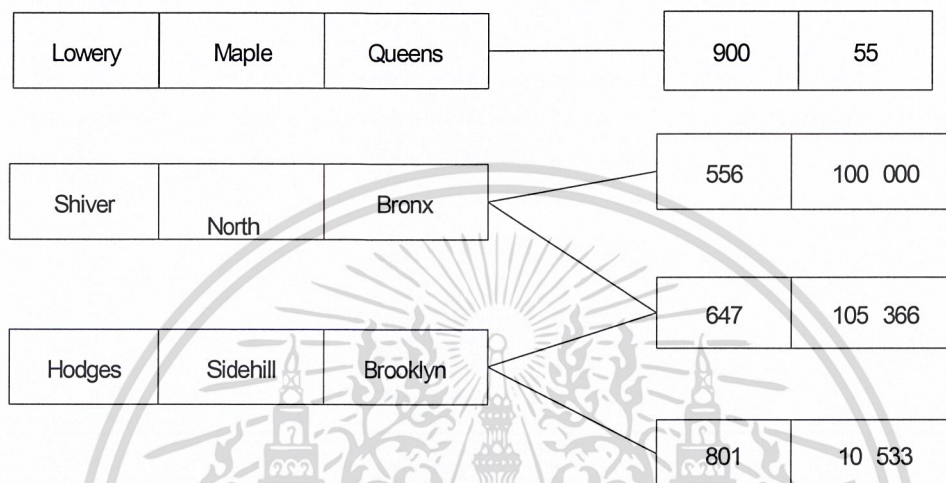 Lowery Maple Queens 900 55
556 100 000
Shiver North Bronx
647 105 366
Hodges Sidehill Brooklyn
801 10 533